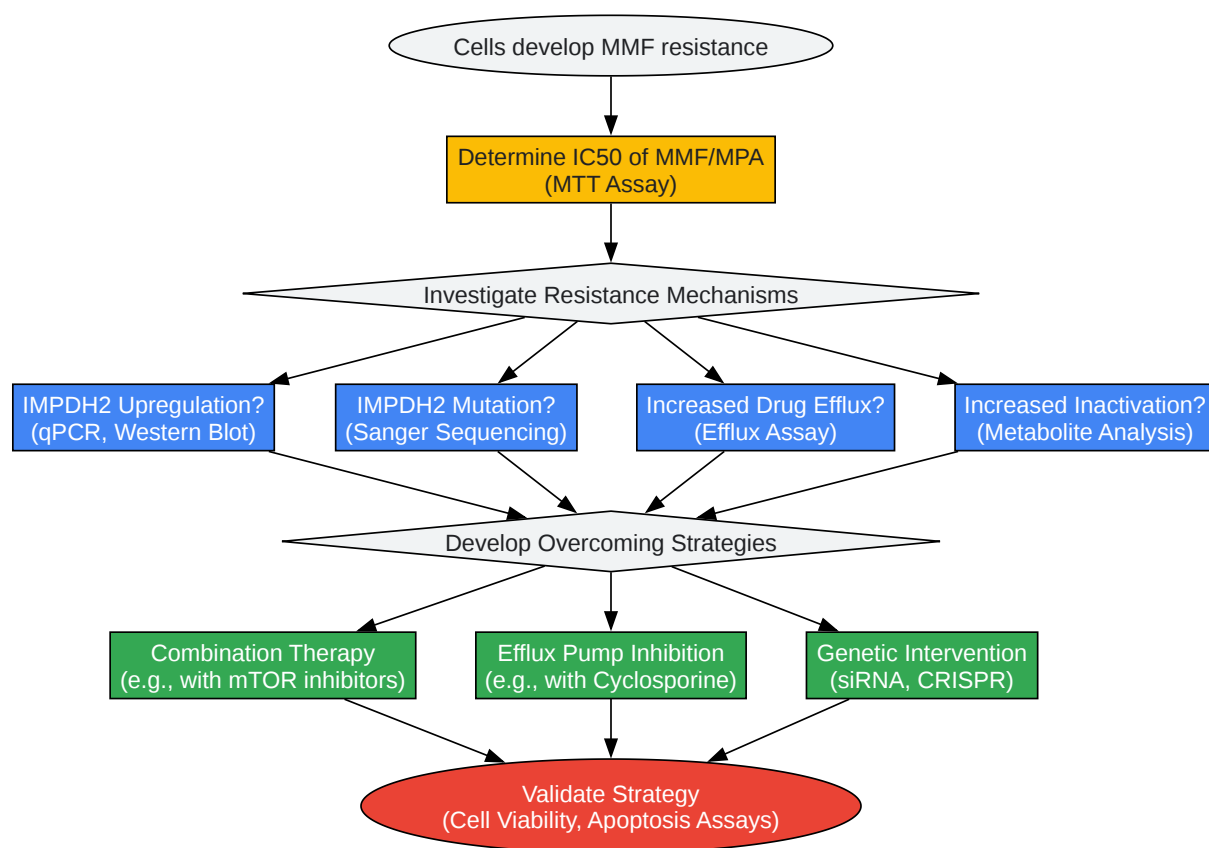 Cells develop MMF resistance
Determine IC50 of MMF/MPA
(MTT Assay)
Investigate Resistance Mechanisms
IMPDH2 Upregulation?
(qPCR, Western Blot)
IMPDH2 Mutation?
(Sanger Sequencing)
Increased Drug Efflux?
(Efflux Assay)
Increased Inactivation?
(Metabolite Analysis)
Develop Overcoming Strategies
Combination Therapy
(e.g., with mTOR inhibitors)
Efflux Pump Inhibition
(e.g., with Cyclosporine)
Genetic Intervention
(siRNA, CRISPR)
Validate Strategy
(Cell Viability, Apoptosis Assays)